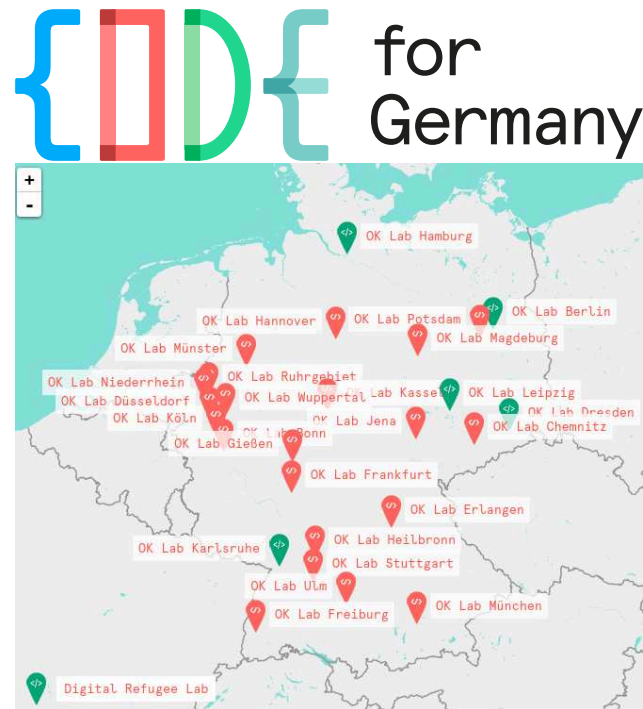 {ODE for
Germany
+
-
OK Lab Hamburg
OK Lab Berlin
OK Lab Hannover
OK Lab Potsdam
OK Lab Magdeburg
OK Lab Münster
OK Lab Ruhrgebiet
OK Lab Niederrhein
OK Lab Kassel
OK Lab Leipzig
OK Lab Düsseldorf
OK Lab Wuppertal
OK Lab Dresden
OK Lab Köln
OK Lab Jena
OK Lab Chemnitz
OK Lab Bonn
OK Lab Gießen
OK Lab Frankfurt
OK Lab Erlangen
OK Lab Heilbronn
OK Lab Karlsruhe
OK Lab Stuttgart
OK Lab Ulm
OK Lab München
OK Lab Freiburg
Digital Refugee Lab